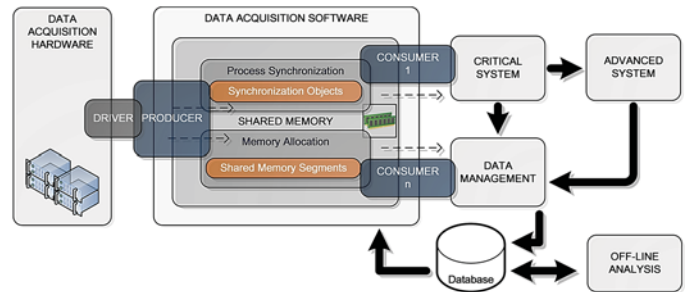 DATA
ACQUISITION
HARDWARE
DATA ACQUISITION SOFTWARE
DRIVER
PRODUCER
Process Synchronization
Synchronization Objects
SHARED MEMORY
Memory Allocation
Shared Memory Segments
CONSUMER
1
CONSUMER
n
CRITICAL
SYSTEM
ADVANCED
SYSTEM
DATA
MANAGEMENT
Database
OFF-LINE
ANALYSIS